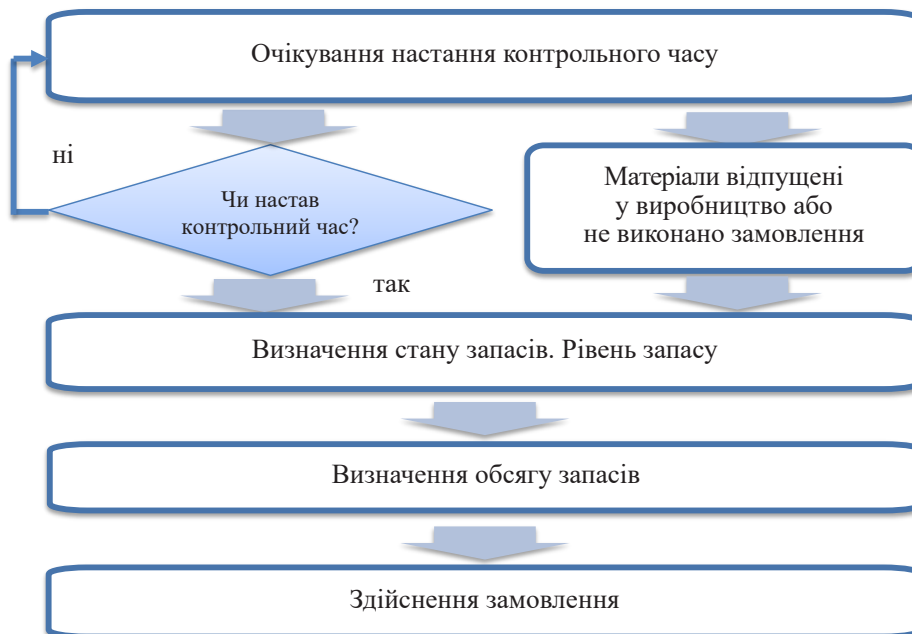 Очікування настання контрольного часу
ні
Чи настав
контрольний час?
Матеріали відпущені
у виробництво або
не виконано замовлення
так
Визначення стану запасів. Рівень запасу
Визначення обсягу запасів
Здійснення замовлення